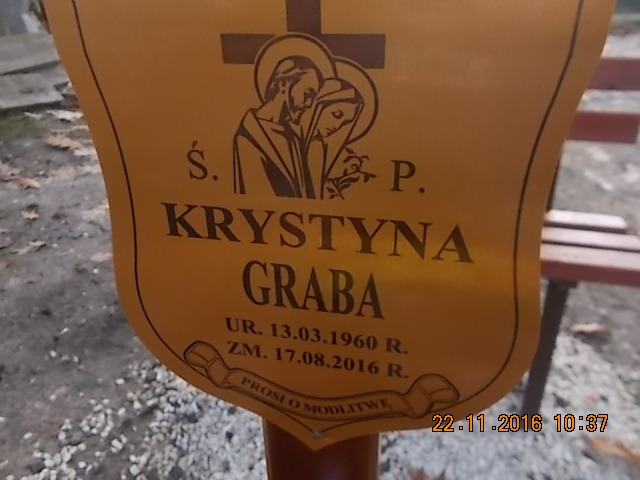 Ś. P.
KRYSTYNA
GRABA
UR. 13.03.1960 R.
ZM. 17.08.2016 R.
PROSI O MODLITWĘ
22.11.2016 10:37